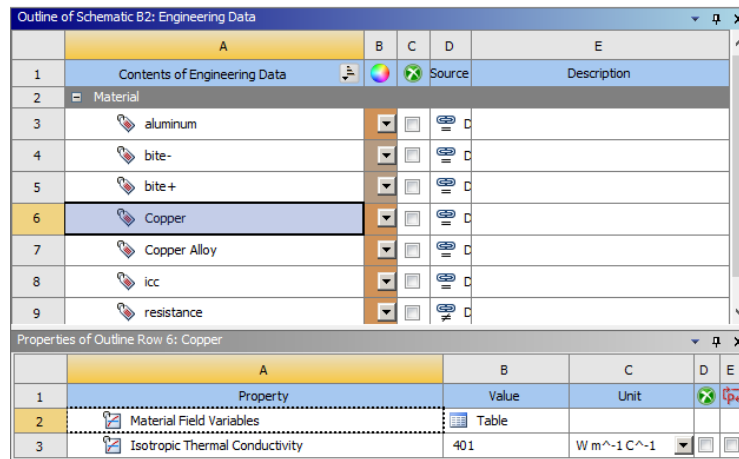 Outline of Schematic B2: Engineering Data
A B C D E
1 Contents of Engineering Data Source Description
2 Material
3 aluminum D
4 bite- D
5 bite+ D
6 Copper D
7 Copper Alloy D
8 icc D
9 resistance D
Properties of Outline Row 6: Copper
A B C D E
1 Property Value Unit
2 Material Field Variables Table
3 Isotropic Thermal Conductivity 401 W m^-1 C^-1